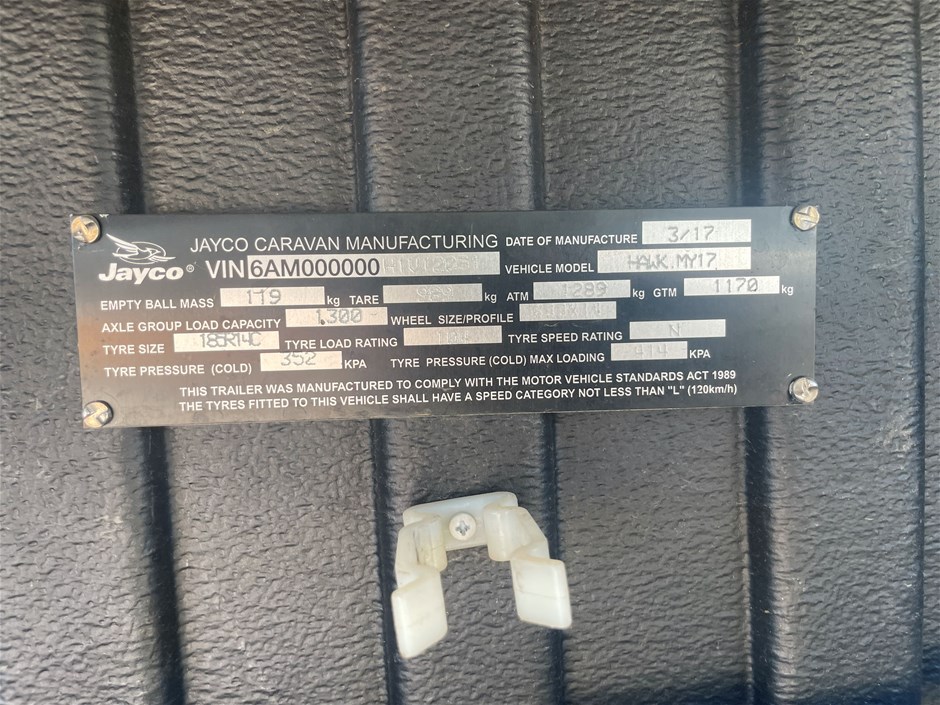 Jayco®
JAYCO CARAVAN MANUFACTURING DATE OF MANUFACTURE 3/17
VIN 6AM000000 VEHICLE MODEL HAWK.MY17
EMPTY BALL MASS 119 kg TARE kg ATM 1289 kg GTM 1170 kg
AXLE GROUP LOAD CAPACITY 1,300 WHEEL SIZE/PROFILE
TYRE SIZE 185R14C TYRE LOAD RATING TYRE SPEED RATING N
TYRE PRESSURE (COLD) 352 KPA TYRE PRESSURE (COLD) MAX LOADING 414 KPA
THIS TRAILER WAS MANUFACTURED TO COMPLY WITH THE MOTOR VEHICLE STANDARDS ACT 1989
THE TYRES FITTED TO THIS VEHICLE SHALL HAVE A SPEED CATEGORY NOT LESS THAN "L" (120km/h)